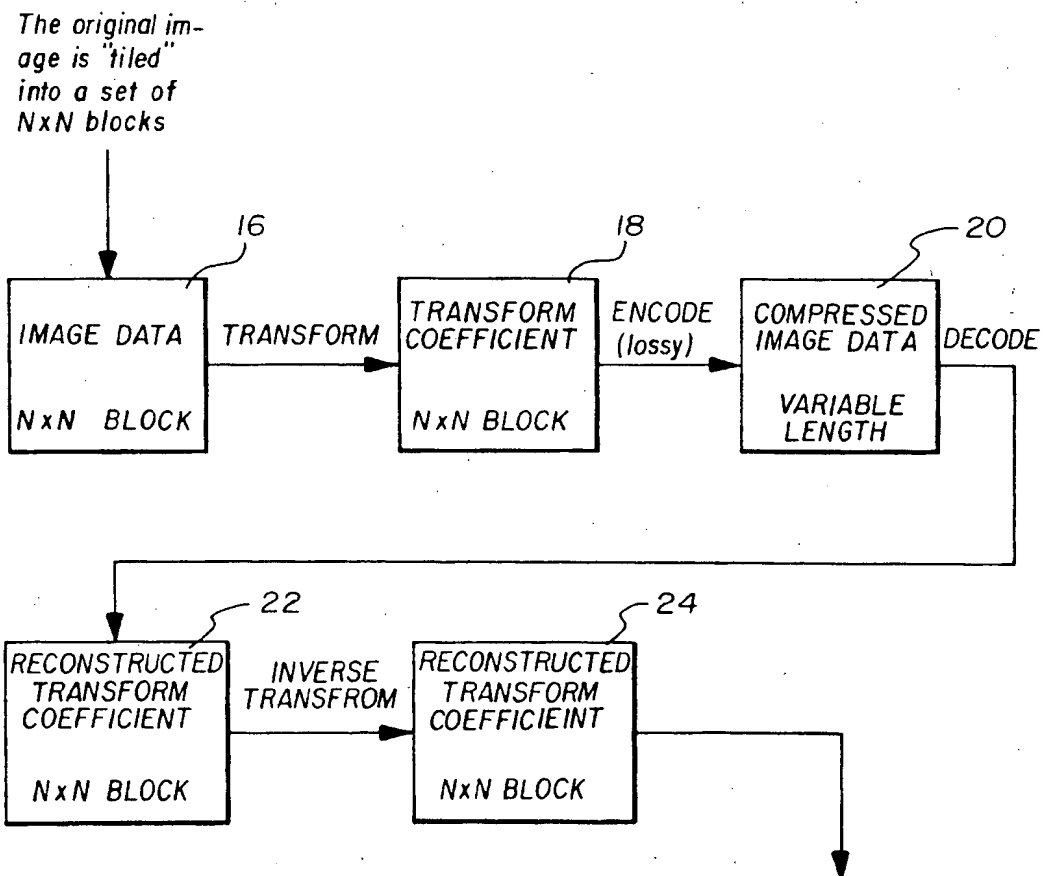 The original im-
age is "tiled"
into a set of
NxN blocks
16
18
20
IMAGE DATA
NxN BLOCK
TRANSFORM
TRANSFORM
COEFFICIENT
NxN BLOCK
ENCODE
(lossy)
COMPRESSED
IMAGE DATA
VARIABLE
LENGTH
DECODE
22
24
RECONSTRUCTED
TRANSFORM
COEFFICIENT
NxN BLOCK
INVERSE
TRANSFROM
RECONSTRUCTED
TRANSFORM
COEFFICIEINT
NxN BLOCK